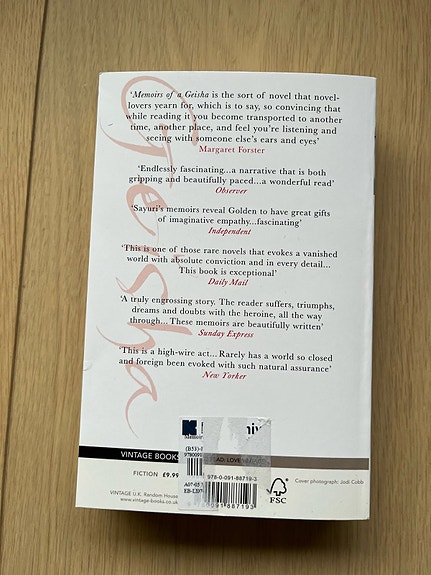 Geisha
‘Memoirs of a Geisha is the sort of novel that novel-
lovers yearn for, which is to say, so convincing that
while reading it you become transported to another
time, another place, and feel you’re listening and
seeing with someone else’s ears and eyes’
Margaret Forster
‘Endlessly fascinating...a narrative that is both
gripping and beautifully paced...a wonderful read’
Observer
‘Sayuri’s memoirs reveal Golden to have great gifts
of imaginative empathy...fascinating’
Independent
‘This is one of those rare novels that evokes a vanished
world with absolute conviction and in every detail...
This book is exceptional’
Daily Mail
‘A truly engrossing story. The reader suffers, triumphs,
dreams and doubts with the heroine, all the way
through... These memoirs are beautifully written’
Sunday Express
‘This is a high-wire act... Rarely has a world so closed
and foreign been evoked with such natural assurance’
New Yorker
VINTAGE BOOKS
READ: LOVE
FICTION £9.99
978-0-091-88719-3
VINTAGE U.K. Random House
www.vintage-books.co.uk
FSC
Cover photograph: Jodi Cobb